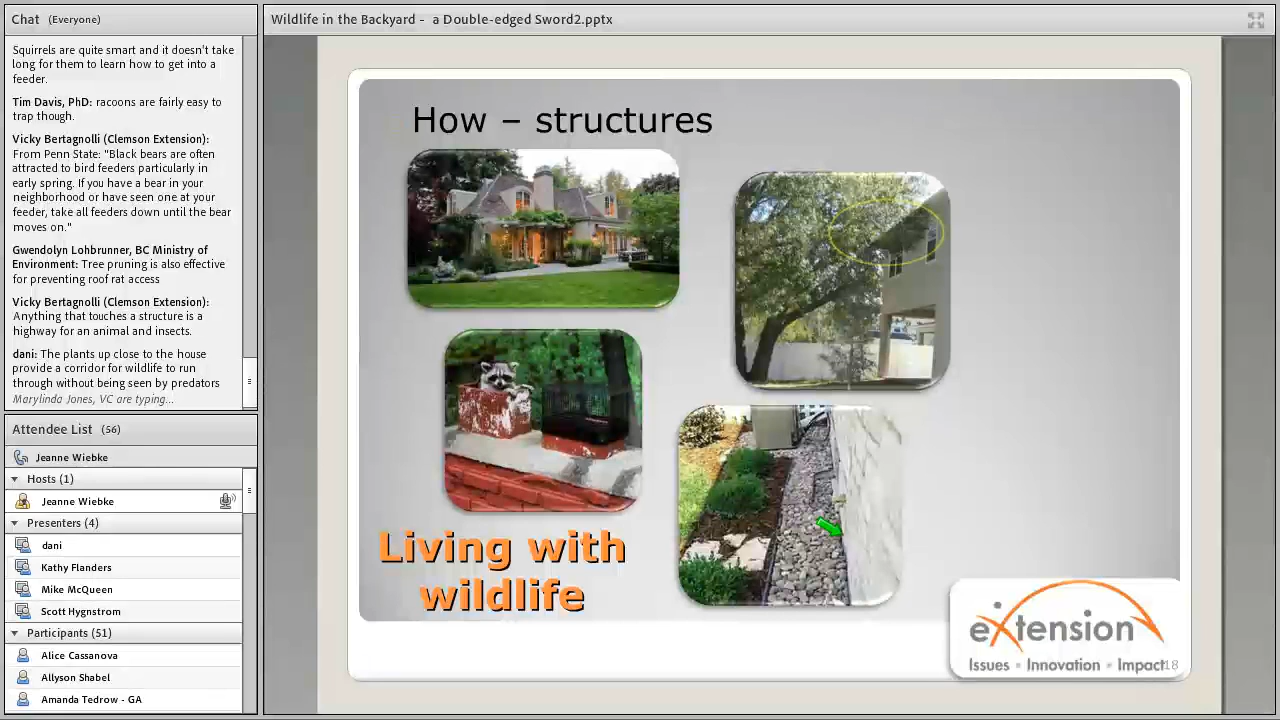 Chat (Everyone)
Squirrels are quite smart and it doesn't take
long for them to learn how to get into a
feeder.
Tim Davis, PhD: racoons are fairly easy to
trap though.
Vicky Bertagnolli (Clemson Extension):
From Penn State: "Black bears are often
attracted to bird feeders particularly in
early spring. If you have a bear in your
neighborhood or have seen one at your
feeder, take all feeders down until the bear
moves on."
Gwendolyn Lohbrunner, BC Ministry of
Environment: Tree pruning is also effective
for preventing roof rat access
Vicky Bertagnolli (Clemson Extension):
Anything that touches a structure is a
highway for an animal and insects.
dani: The plants up close to the house
provide a corridor for wildlife to run
through without being seen by predators
Marylinda Jones, VC are typing...
Attendee List (56)
Jeanne Wiebke
Hosts (1)
Jeanne Wiebke
Presenters (4)
dani
Kathy Flanders
Mike McQueen
Scott Hygnstrom
Participants (51)
Alice Cassanova
Allyson Shabel
Amanda Tedrow - GA
Wildlife in the Backyard - a Double-edged Sword2.pptx
How – structures
Living with
wildlife
eXtension
Issues • Innovation • Impact
18